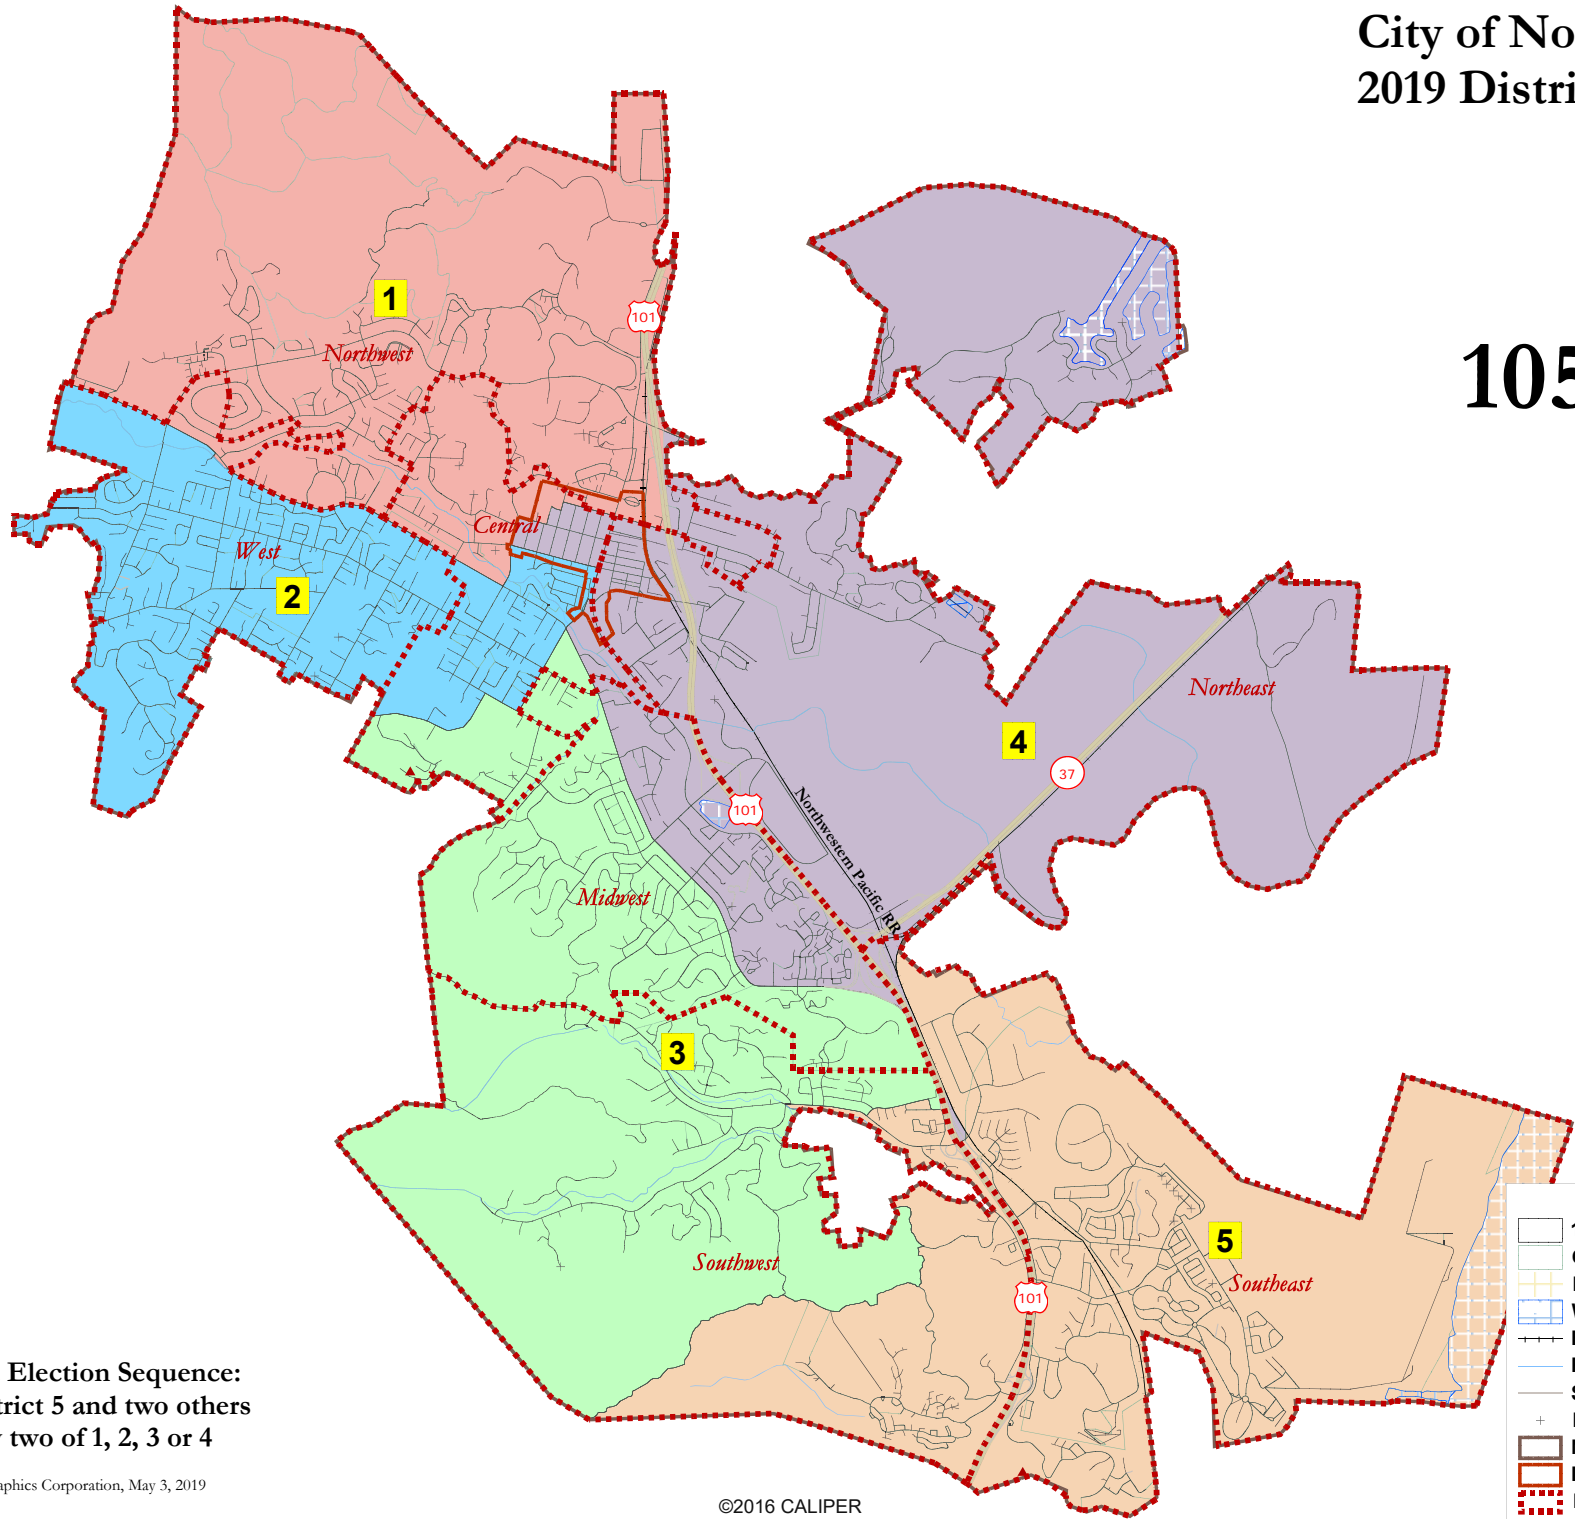 City of No
2019 Distri
105
1
Northwest
101
Central
West
2
Northeast
4
37
101
Northwestern Pacific RR
Midwest
3
5
Southwest
Southeast
101
Election Sequence:
trict 5 and two others
two of 1, 2, 3 or 4
aphics Corporation, May 3, 2019
©2016 CALIPER